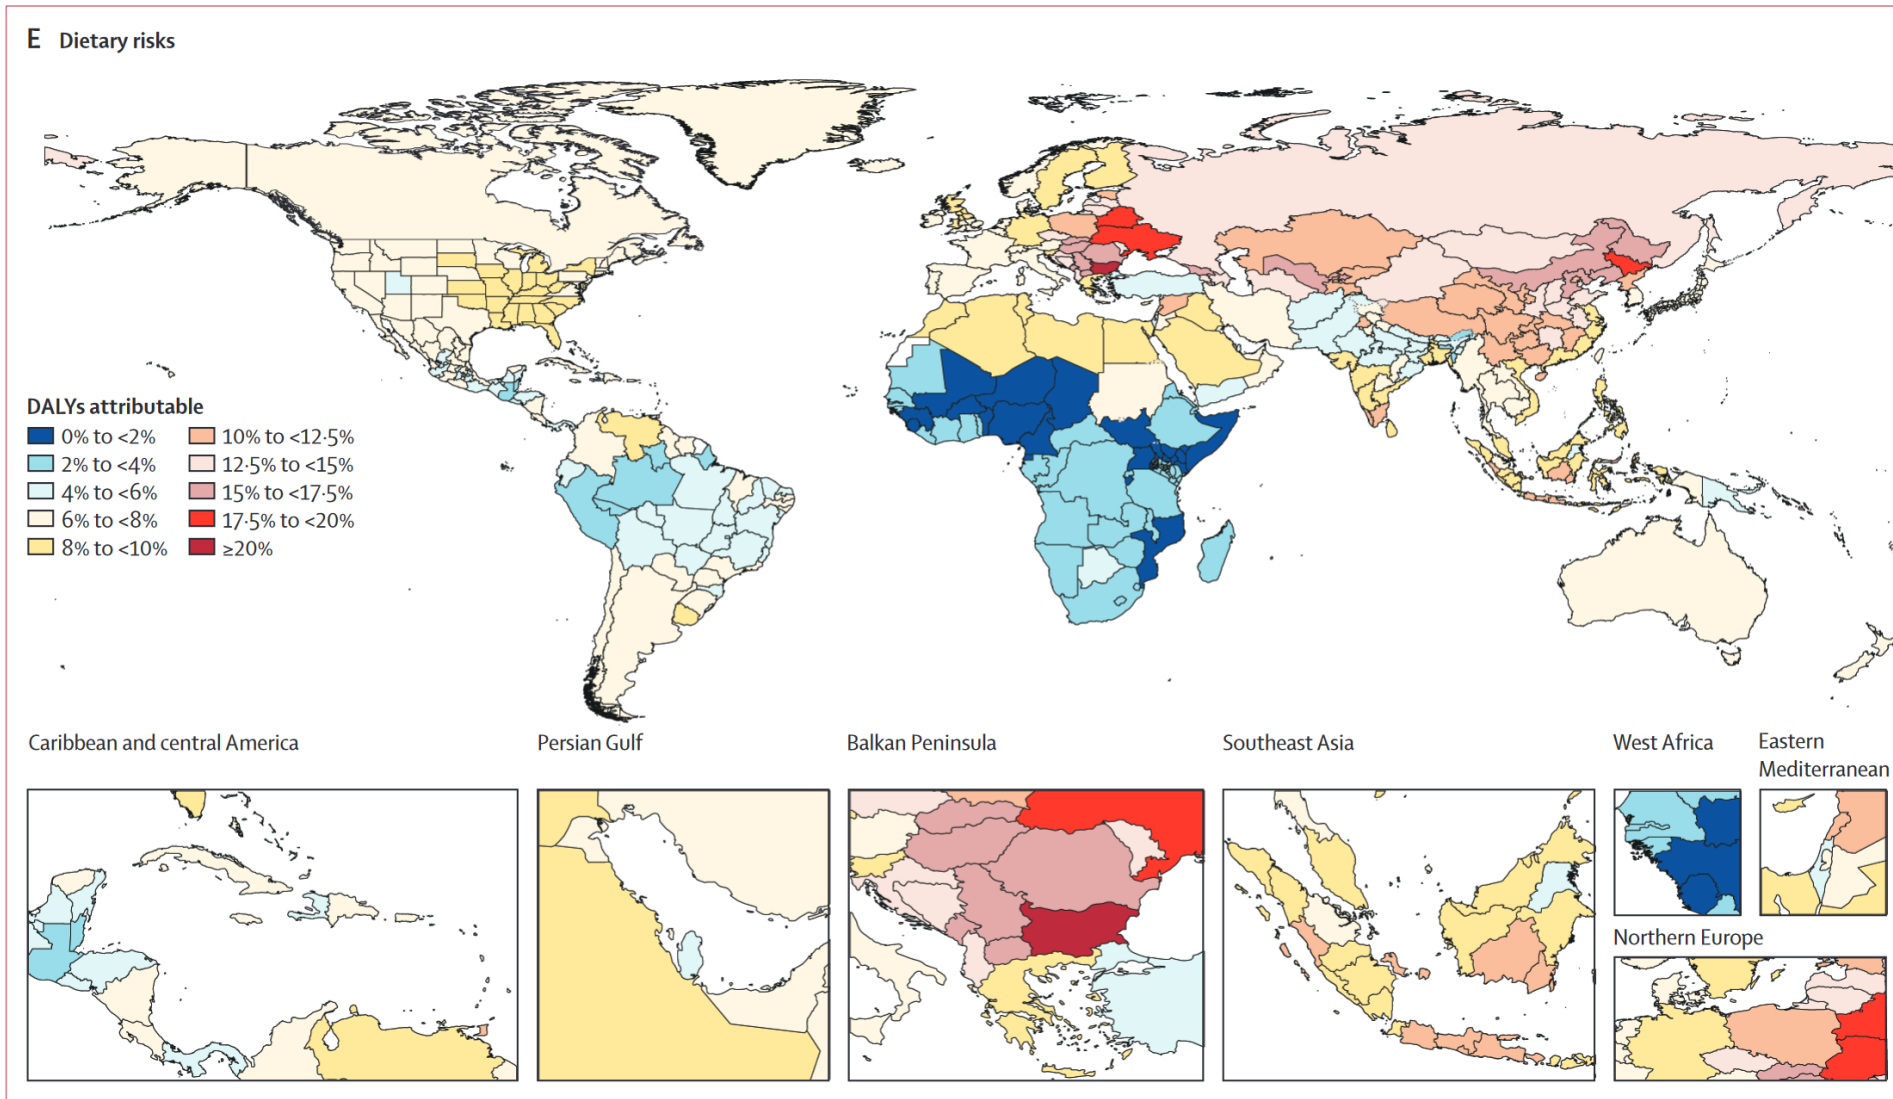 E Dietary risks
DALYs attributable
0% to <2%
2% to <4%
4% to <6%
6% to <8%
8% to <10%
10% to <12·5%
12·5% to <15%
15% to <17·5%
17·5% to <20%
≥20%
Caribbean and central America
Persian Gulf
Balkan Peninsula
Southeast Asia
West Africa
Eastern
Mediterranean
Northern Europe